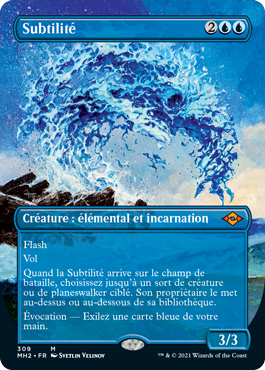 Subtilité 2
Créature : élémental et incarnation
Flash
Vol
Quand la Subtilité arrive sur le champ de
bataille, choisissez jusqu'à un sort de créature
ou de planeswalker ciblé. Son propriétaire le met
au-dessus ou au-dessous de sa bibliothèque.
Évocation — Exilez une carte bleue de votre
main.
3/3
309 M
MH2 • FR Svetlin Velinov ™ & © 2021 Wizards of the Coast